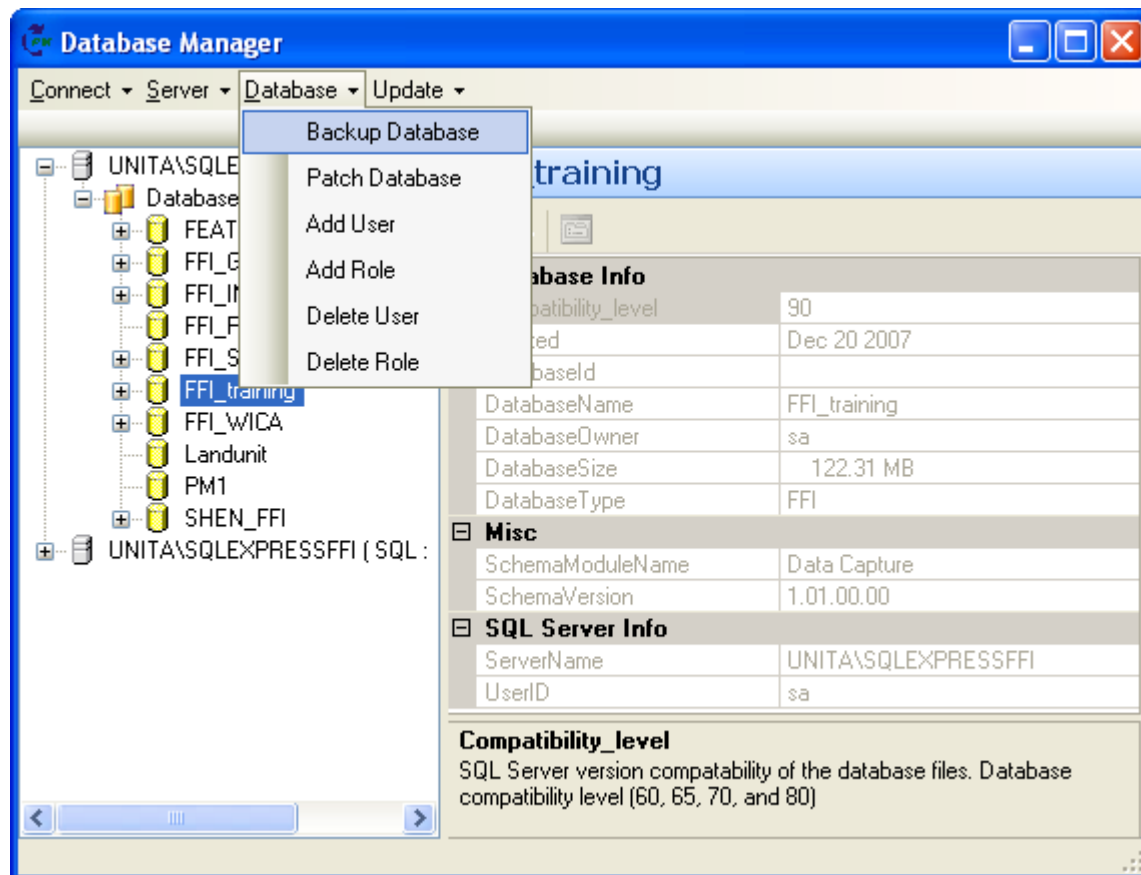 Database Manager
Connect Server Database Update
Backup Database
Patch Database
Add User
Add Role
Delete User
Delete Role
UNITA\SQLE
Database
FEAT
FFI_G
FFI_
FFI_F
FFI_S
FFI_training
FFI_WICA
Landunit
PM1
SHEN_FFI
UNITA\SQLEXPRESSFFI ( SQL :
_training
abase Info
patibility_level 90
ted Dec 20 2007
baseId
DatabaseName FFI_training
DatabaseOwner sa
DatabaseSize 122.31 MB
DatabaseType FFI
Misc
SchemaModuleName Data Capture
SchemaVersion 1.01.00.00
SQL Server Info
ServerName UNITA\SQLEXPRESSFFI
UserID sa
Compatibility_level
SQL Server version compatability of the database files. Database
compatibility level (60, 65, 70, and 80)